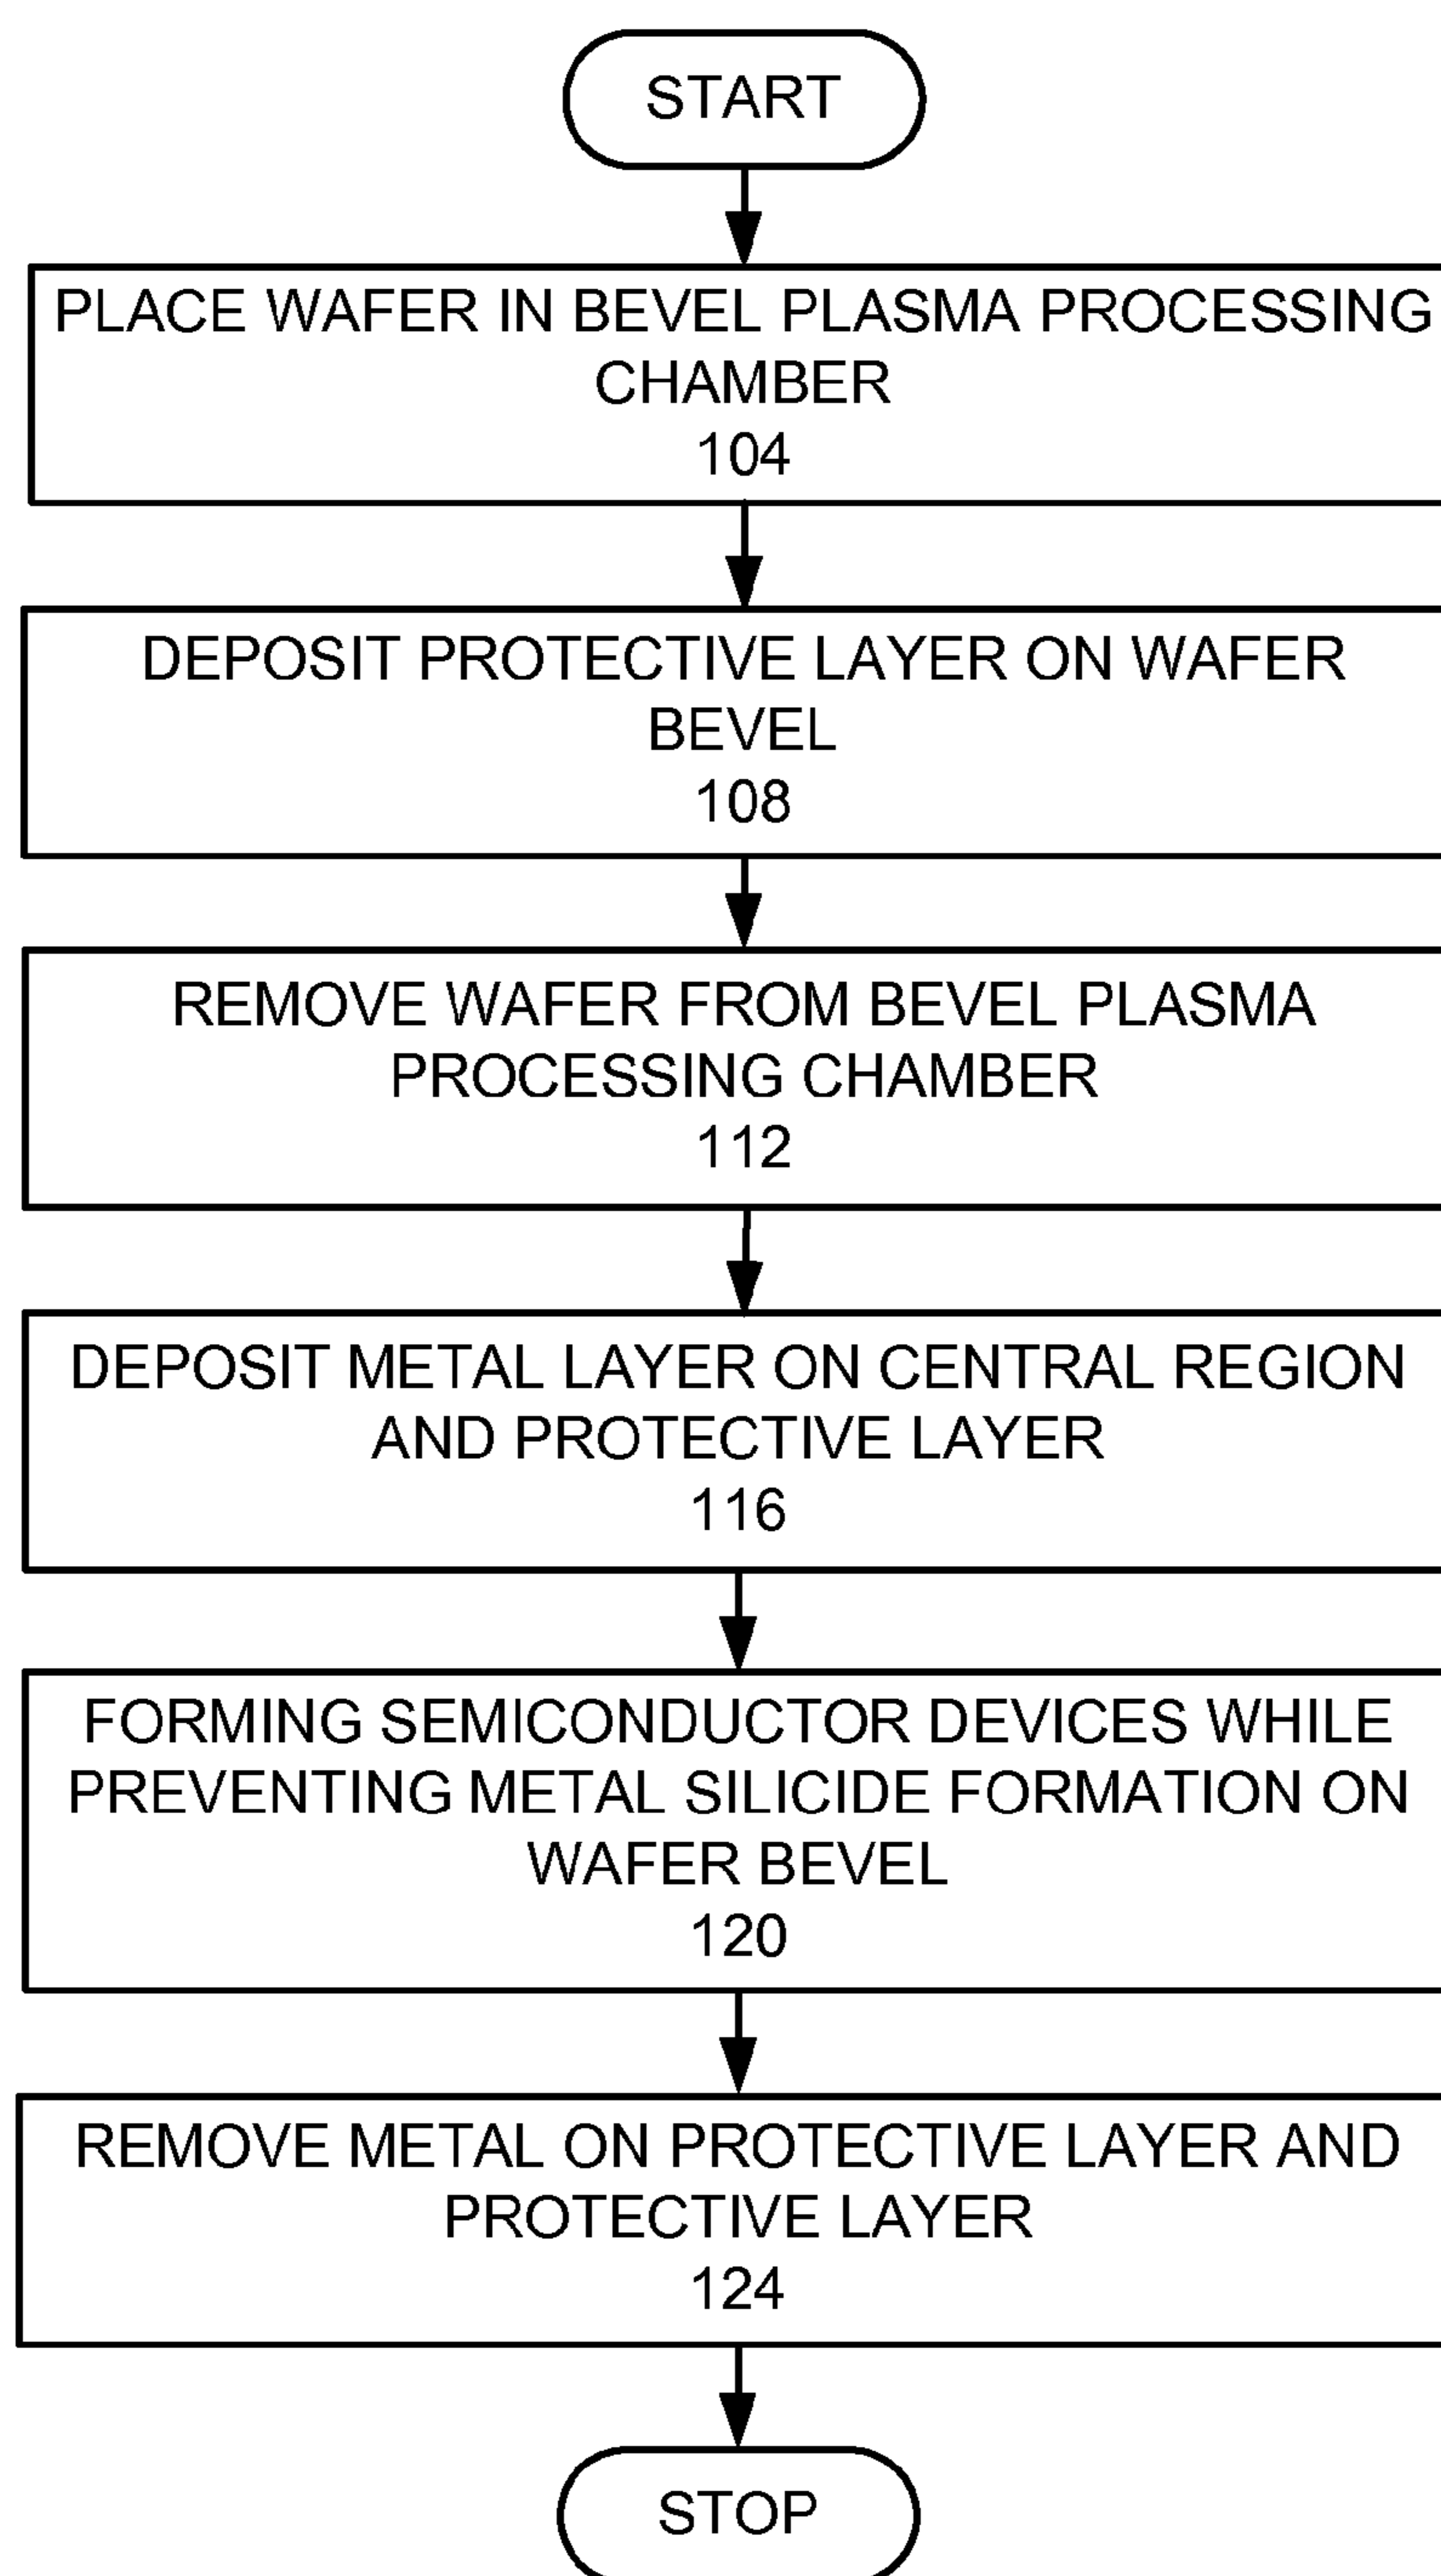 START
PLACE WAFER IN BEVEL PLASMA PROCESSING
CHAMBER
104
DEPOSIT PROTECTIVE LAYER ON WAFER
BEVEL
108
REMOVE WAFER FROM BEVEL PLASMA
PROCESSING CHAMBER
112
DEPOSIT METAL LAYER ON CENTRAL REGION
AND PROTECTIVE LAYER
116
FORMING SEMICONDUCTOR DEVICES WHILE
PREVENTING METAL SILICIDE FORMATION ON
WAFER BEVEL
120
REMOVE METAL ON PROTECTIVE LAYER AND
PROTECTIVE LAYER
124
STOP